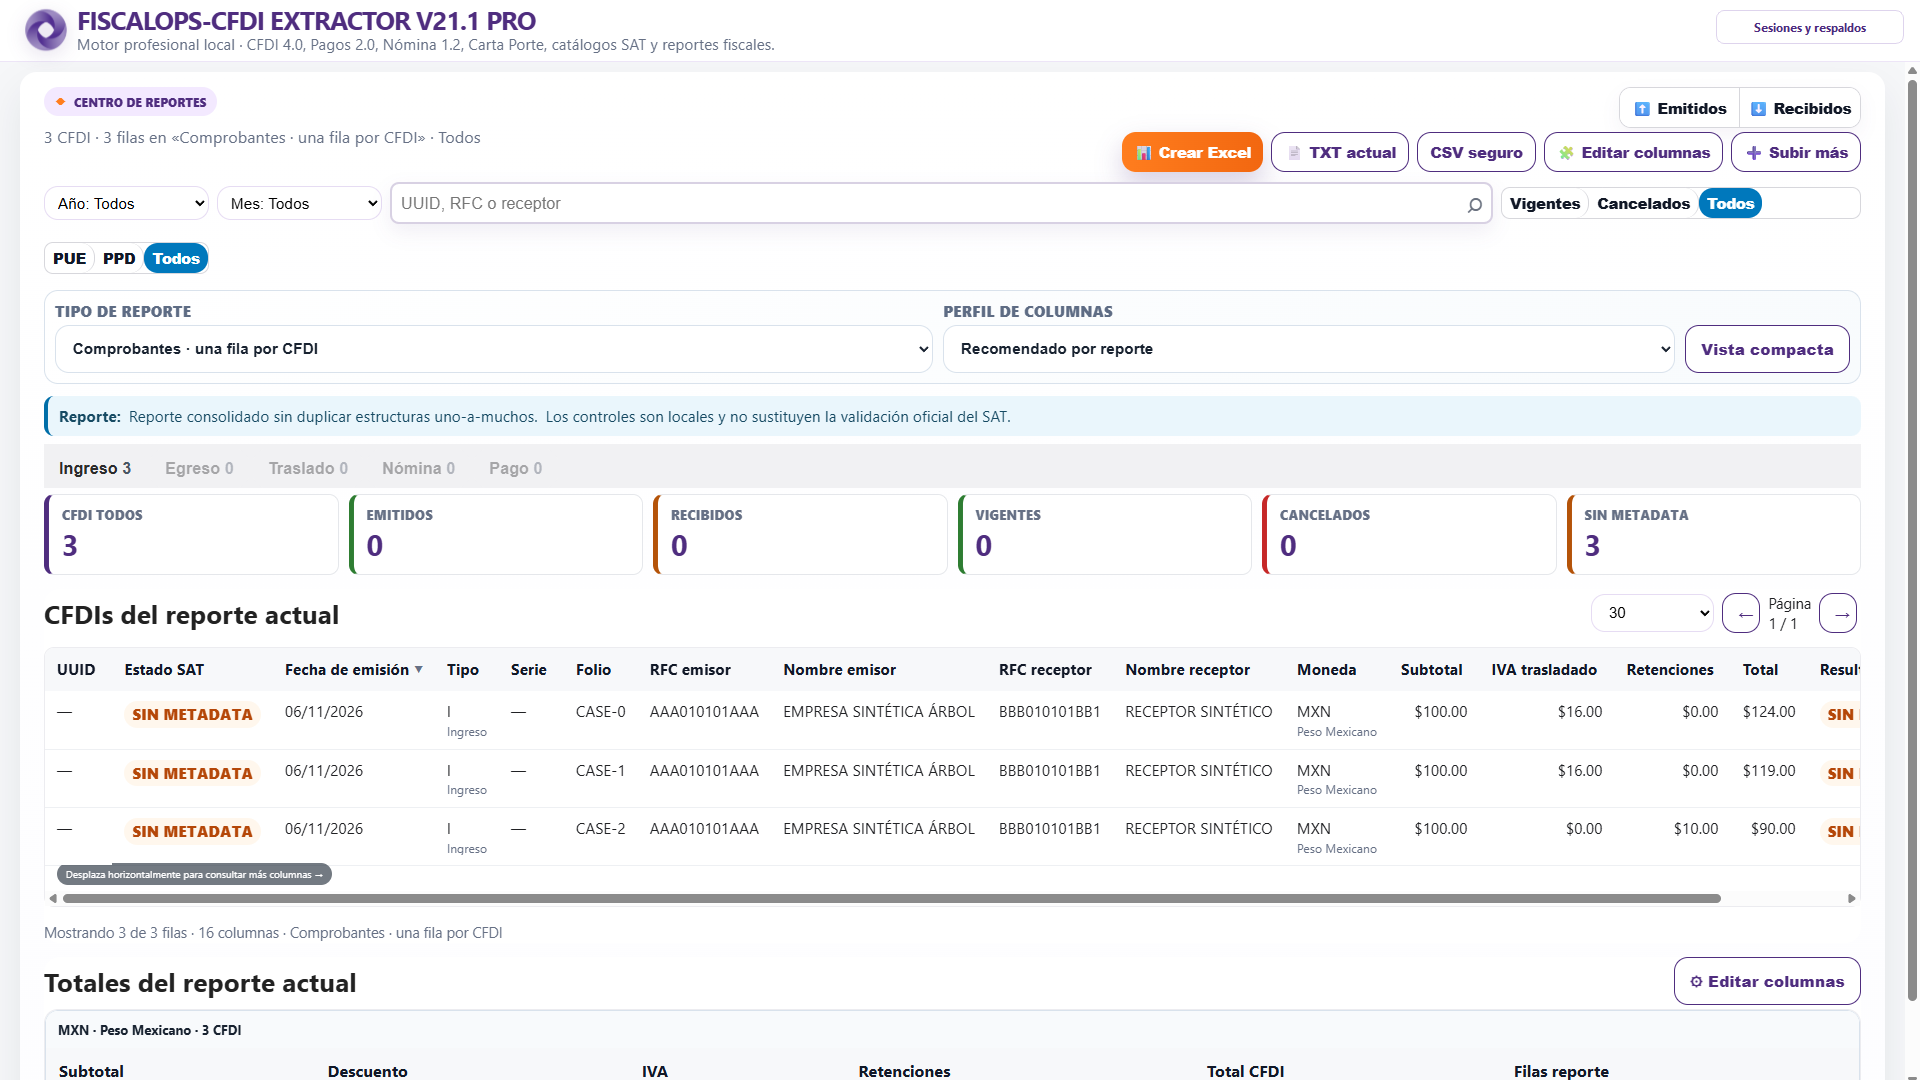 FISCALOPS-CFDI EXTRACTOR V21.1 PRO
Motor profesional local · CFDI 4.0, Pagos 2.0, Nómina 1.2, Carta Porte, catálogos SAT y reportes fiscales.
Sesiones y respaldos
CENTRO DE REPORTES
Emitidos Recibidos
3 CFDI · 3 filas en «Comprobantes · una fila por CFDI» · Todos
Crear Excel TXT actual CSV seguro Editar columnas Subir más
Año: Todos Mes: Todos UUID, RFC o receptor Vigentes Cancelados Todos
PUE PPD Todos
TIPO DE REPORTE PERFIL DE COLUMNAS
Comprobantes · una fila por CFDI Recomendado por reporte Vista compacta
Reporte: Reporte consolidado sin duplicar estructuras uno-a-muchos. Los controles son locales y no sustituyen la validación oficial del SAT.
Ingreso 3 Egreso 0 Traslado 0 Nómina 0 Pago 0
CFDI TODOS EMITIDOS RECIBIDOS VIGENTES CANCELADOS SIN METADATA
3 0 0 0 0 3
CFDIs del reporte actual
30 ← Página 1 / 1 →
UUID Estado SAT Fecha de emisión ▼ Tipo Serie Folio RFC emisor Nombre emisor RFC receptor Nombre receptor Moneda Subtotal IVA trasladado Retenciones Total Resul
— SIN METADATA 06/11/2026 I — CASE-0 AAA010101AAA EMPRESA SINTÉTICA ÁRBOL BBB010101BB1 RECEPTOR SINTÉTICO MXN $100.00 $16.00 $0.00 $124.00 SIN
Ingreso Peso Mexicano
— SIN METADATA 06/11/2026 I — CASE-1 AAA010101AAA EMPRESA SINTÉTICA ÁRBOL BBB010101BB1 RECEPTOR SINTÉTICO MXN $100.00 $16.00 $0.00 $119.00 SIN
Ingreso Peso Mexicano
— SIN METADATA 06/11/2026 I — CASE-2 AAA010101AAA EMPRESA SINTÉTICA ÁRBOL BBB010101BB1 RECEPTOR SINTÉTICO MXN $100.00 $0.00 $10.00 $90.00 SIN
Ingreso Peso Mexicano
Desplaza horizontalmente para consultar más columnas →
Mostrando 3 de 3 filas · 16 columnas · Comprobantes · una fila por CFDI
Totales del reporte actual
Editar columnas
MXN · Peso Mexicano · 3 CFDI
Subtotal Descuento IVA Retenciones Total CFDI Filas reporte